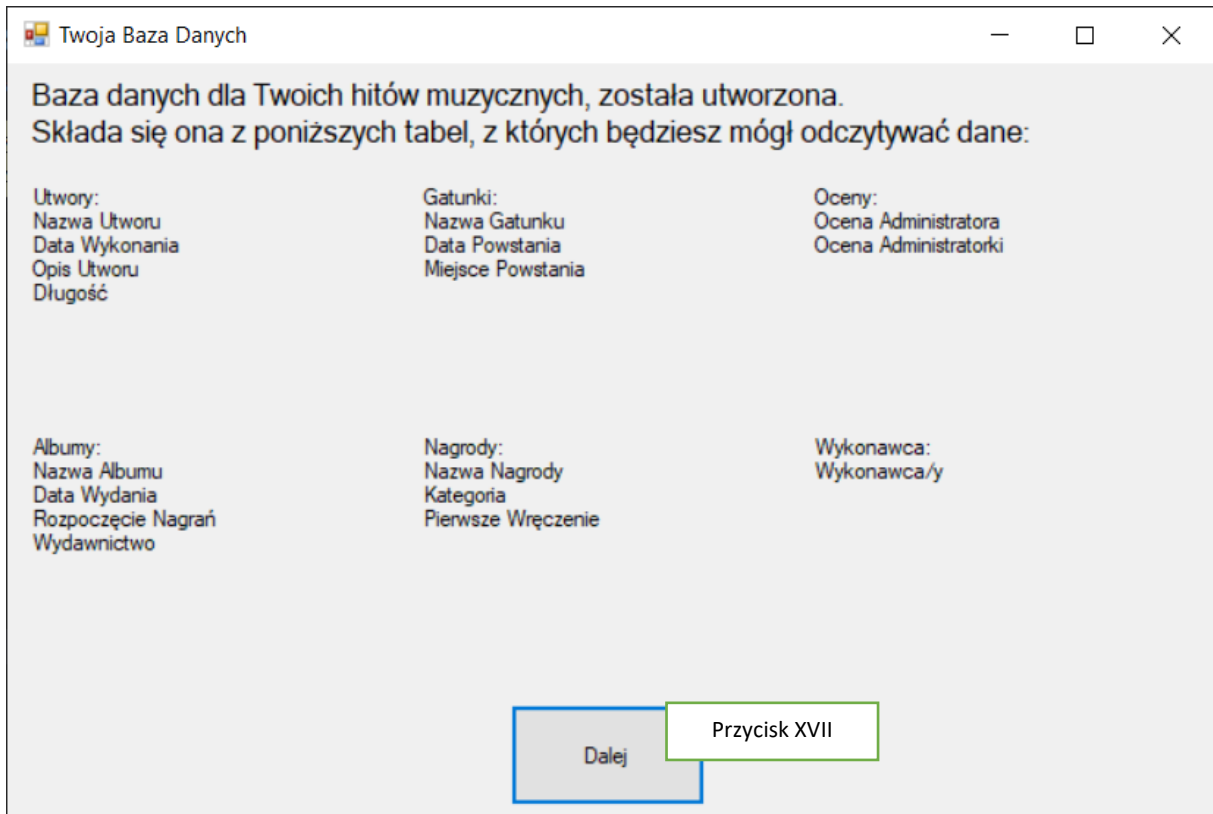 Twoja Baza Danych
Baza danych dla Twoich hitów muzycznych, została utworzona.
Składa się ona z poniższych tabel, z których będziesz mógł odczytywać dane:
Utwory:
Nazwa Utworu
Data Wykonania
Opis Utworu
Długość
Gatunki:
Nazwa Gatunku
Data Powstania
Miejsce Powstania
Oceny:
Ocena Administratora
Ocena Administratorki
Albumy:
Nazwa Albumu
Data Wydania
Rozpoczęcie Nagrań
Wydawnictwo
Nagrody:
Nazwa Nagrody
Kategoria
Pierwsze Wręczenie
Wykonawca:
Wykonawca/y
Dalej
Przycisk XVII